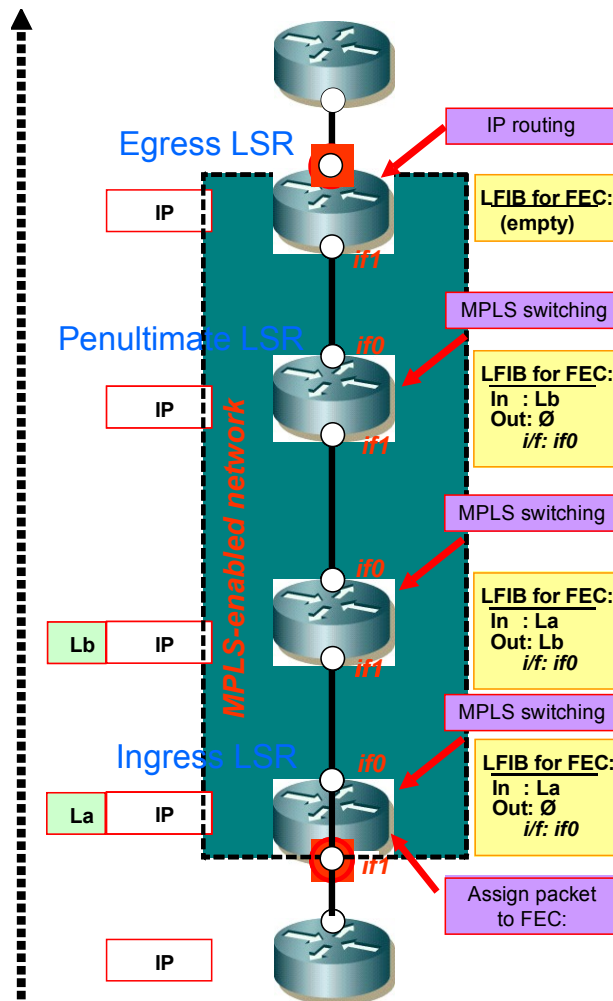 IP routing
Egress LSR
LFIB for FEC:
(empty)
IP
if1
MPLS switching
Penultimate LSR
if0
LFIB for FEC:
In : Lb
Out: Ø
i/f: if0
IP
if1
MPLS-enabled network
MPLS switching
if0
LFIB for FEC:
In : La
Out: Lb
i/f: if0
Lb IP
if1
MPLS switching
Ingress LSR
if0
LFIB for FEC:
In : La
Out: Ø
i/f: if0
La IP
if1
Assign packet
to FEC:
IP